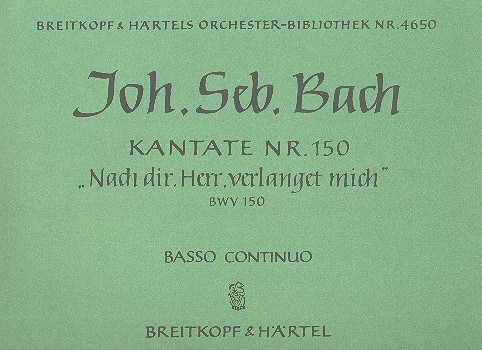 BREITKOPF & HÄRTELS ORCHESTER-BIBLIOTHEK NR. 4650
Joh. Seb. Bach
KANTATE NR. 150
„Nach dir, Herr, verlanget mich"
BWV 150
BASSO CONTINUO
BREITKOPF & HÄRTEL